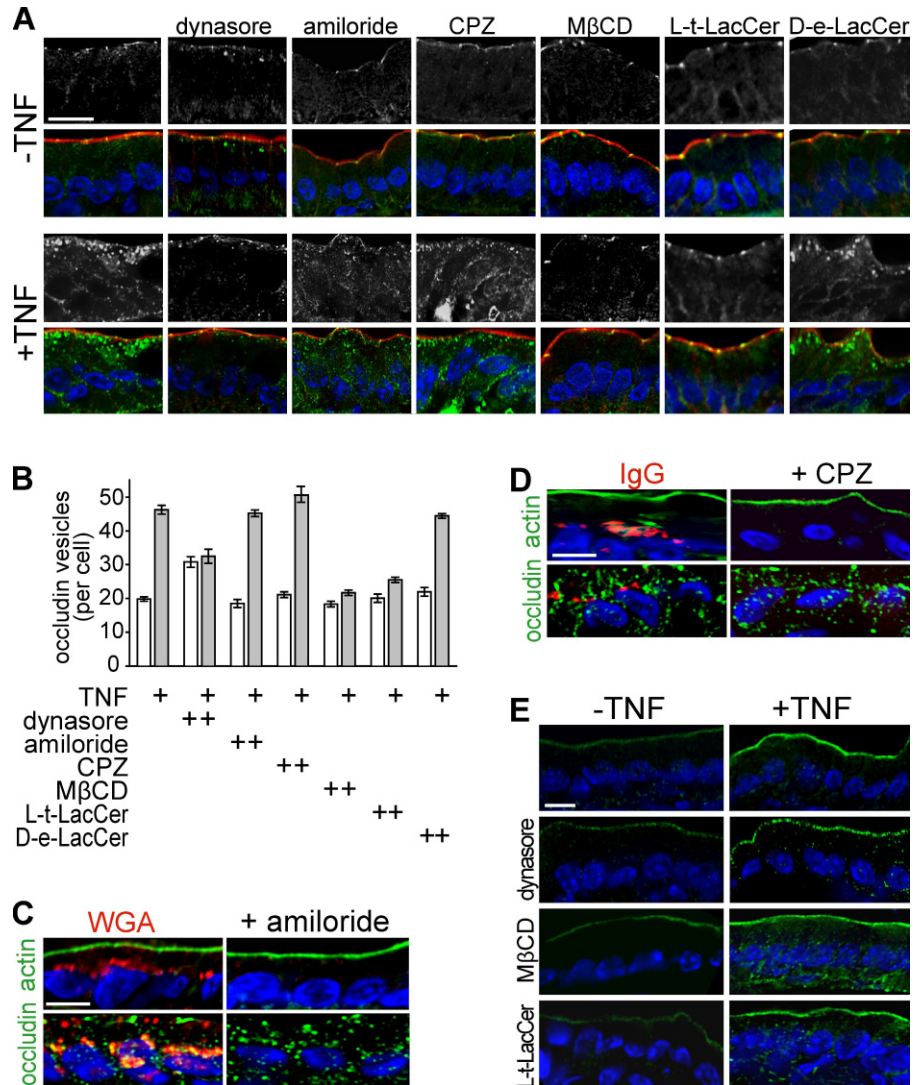 A
dynasore amiloride CPZ MβCD L-t-LacCer D-e-LacCer
-TNF
+TNF
B
occludin vesicles
(per cell)
50
40
30
20
10
0
TNF + + + + + + +
dynasore ++
amiloride ++
CPZ ++
MβCD ++
L-t-LacCer ++
D-e-LacCer ++
C
WGA + amiloride
actin
occludin
D
IgG + CPZ
actin
occludin
E
-TNF +TNF
dynasore
MβCD
L-t-LacCer